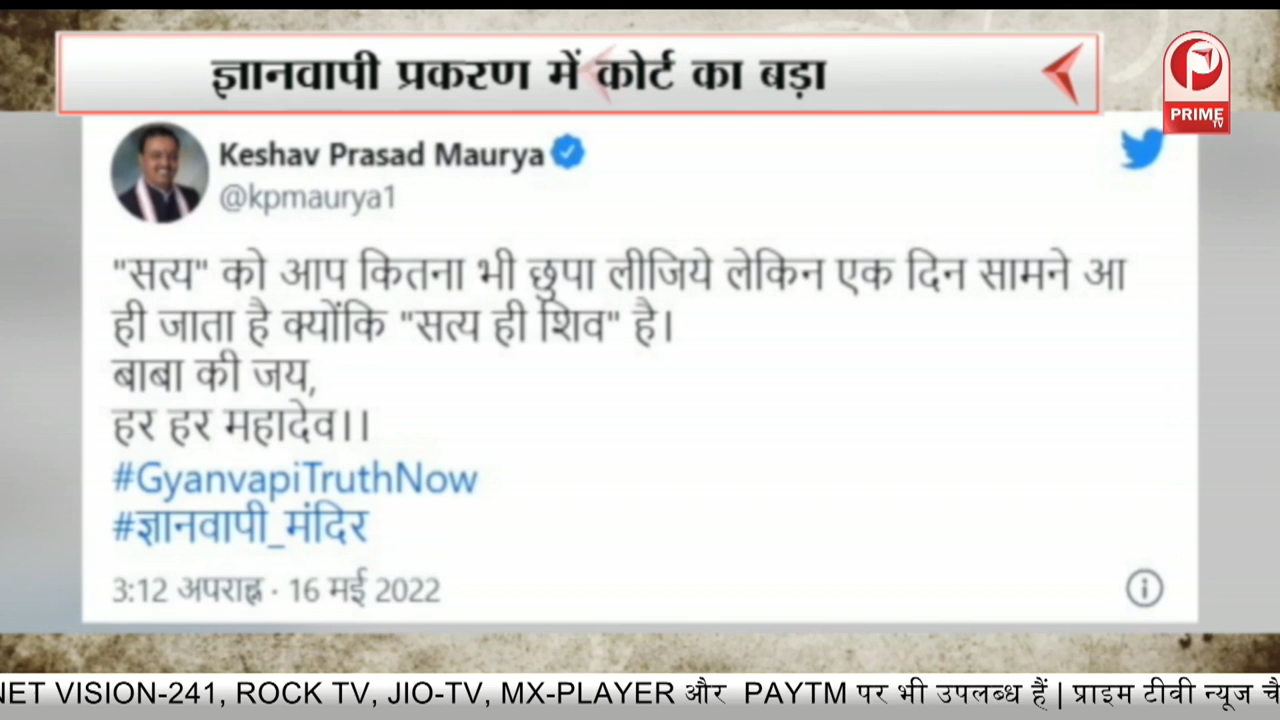 ज्ञानवापी प्रकरण में कोर्ट का बड़ा
PRIME
TV
Keshav Prasad Maurya
@kpmaurya1
"सत्य" को आप कितना भी छुपा लीजिये लेकिन एक दिन सामने आ
ही जाता है क्योंकि "सत्य ही शिव" है।
बाबा की जय,
हर हर महादेव।।
#GyanvapiTruthNow
#ज्ञानवापी_मंदिर
3:12 अपराह्न · 16 मई 2022
NET VISION-241, ROCK TV, JIO-TV, MX-PLAYER और PAYTM पर भी उपलब्ध हैं | प्राइम टीवी न्यूज चै